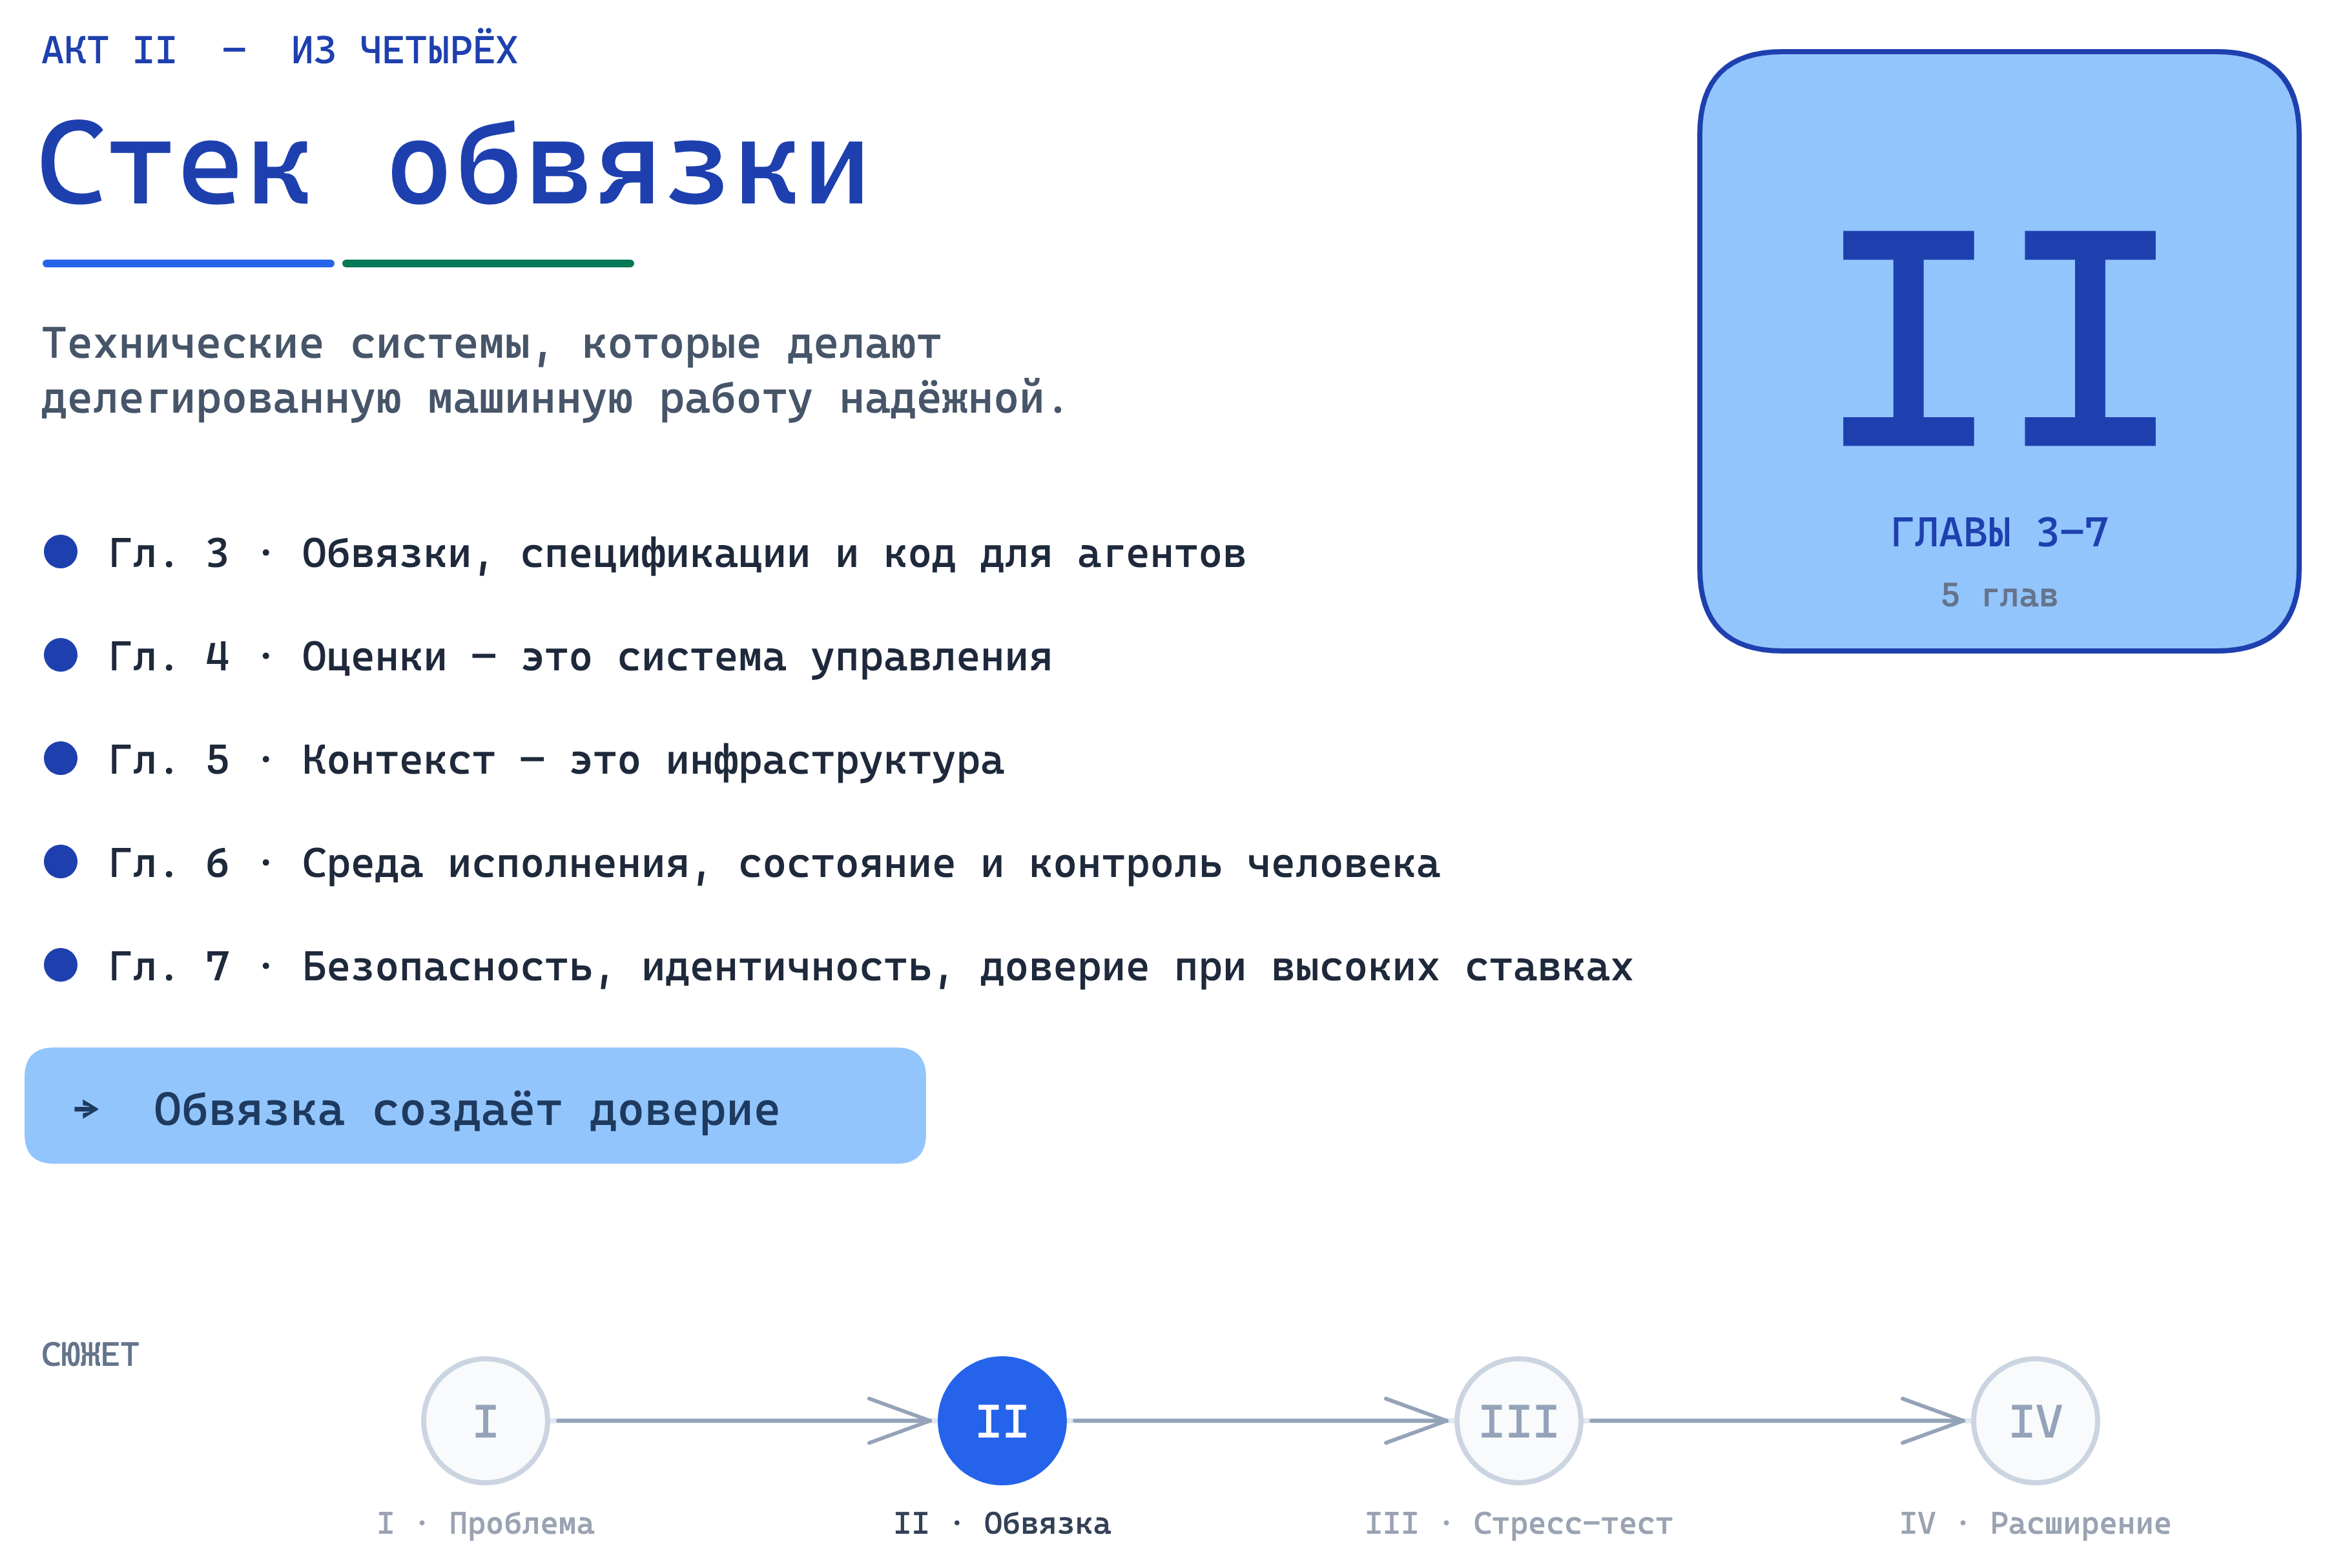 АКТ II — ИЗ ЧЕТЫРЁХ
Стек обвязки
Технические системы, которые делают
делегированную машинную работу надёжной.
II
ГЛАВЫ 3–7
5 глав
Гл. 3 · Обвязки, спецификации и код для агентов
Гл. 4 · Оценки — это система управления
Гл. 5 · Контекст — это инфраструктура
Гл. 6 · Среда исполнения, состояние и контроль человека
Гл. 7 · Безопасность, идентичность, доверие при высоких ставках
→ Обвязка создаёт доверие
СЮЖЕТ
I
II
III
IV
I · Проблема
II · Обвязка
III · Стресс-тест
IV · Расширение